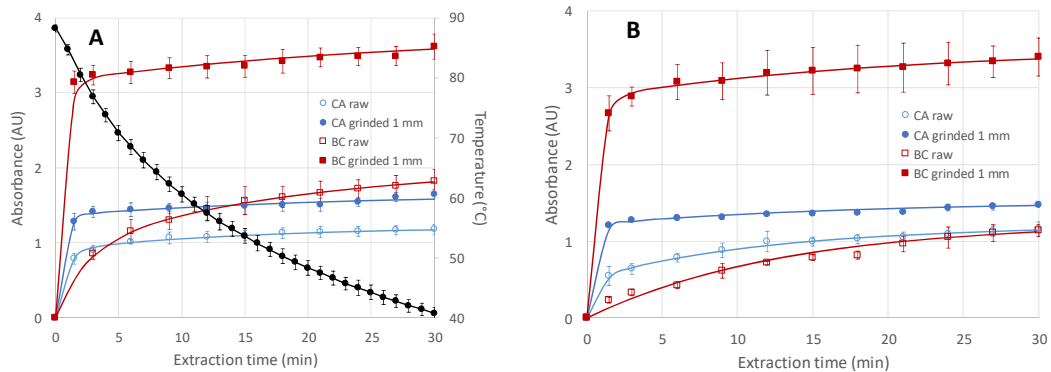 A
4
3
2
1
0
Absorbance (AU)
90
80
70
60
50
40
Temperature (°C)
CA raw
CA grinded 1 mm
BC raw
BC grinded 1 mm
0 5 10 15 20 25 30
Extraction time (min)
B
4
3
2
1
0
Absorbance (AU)
CA raw
CA grinded 1 mm
BC raw
BC grinded 1 mm
0 5 10 15 20 25 30
Extraction time (min)